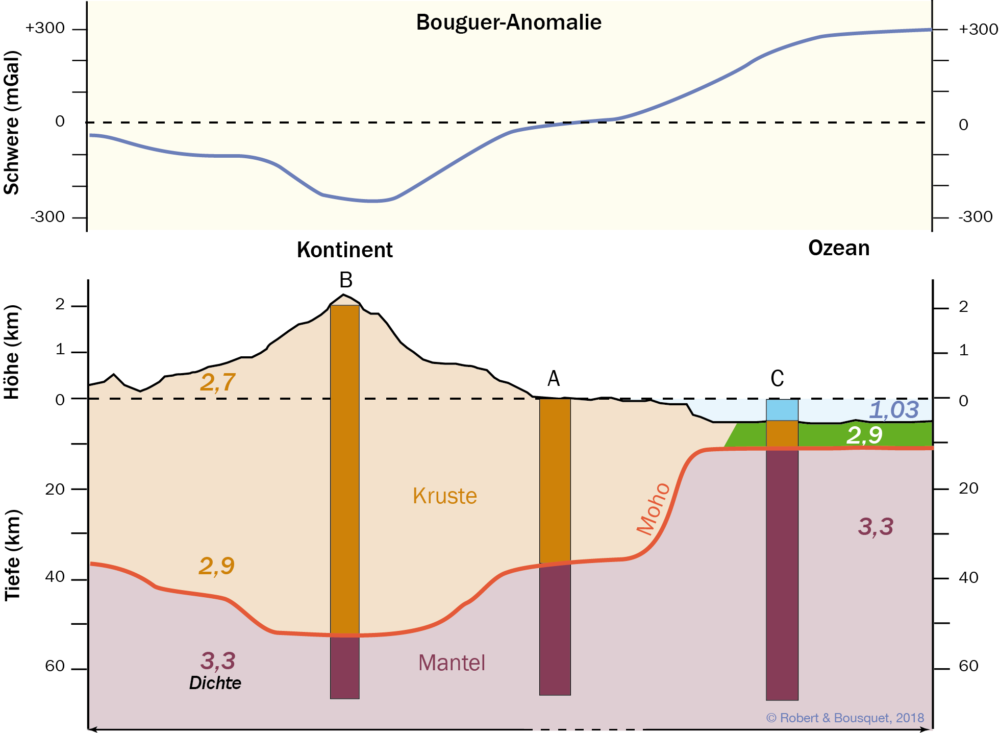 Bouguer-Anomalie
Schwere (mGal)
+300
0
-300
+300
0
-300
Kontinent
Ozean
B
A
C
Höhe (km)
2
1
0
2
1
0
Tiefe (km)
20
40
60
20
40
60
2,7
1,03
2,9
Kruste
Moho
3,3
2,9
3,3
Dichte
Mantel
© Robert & Bousquet, 2018